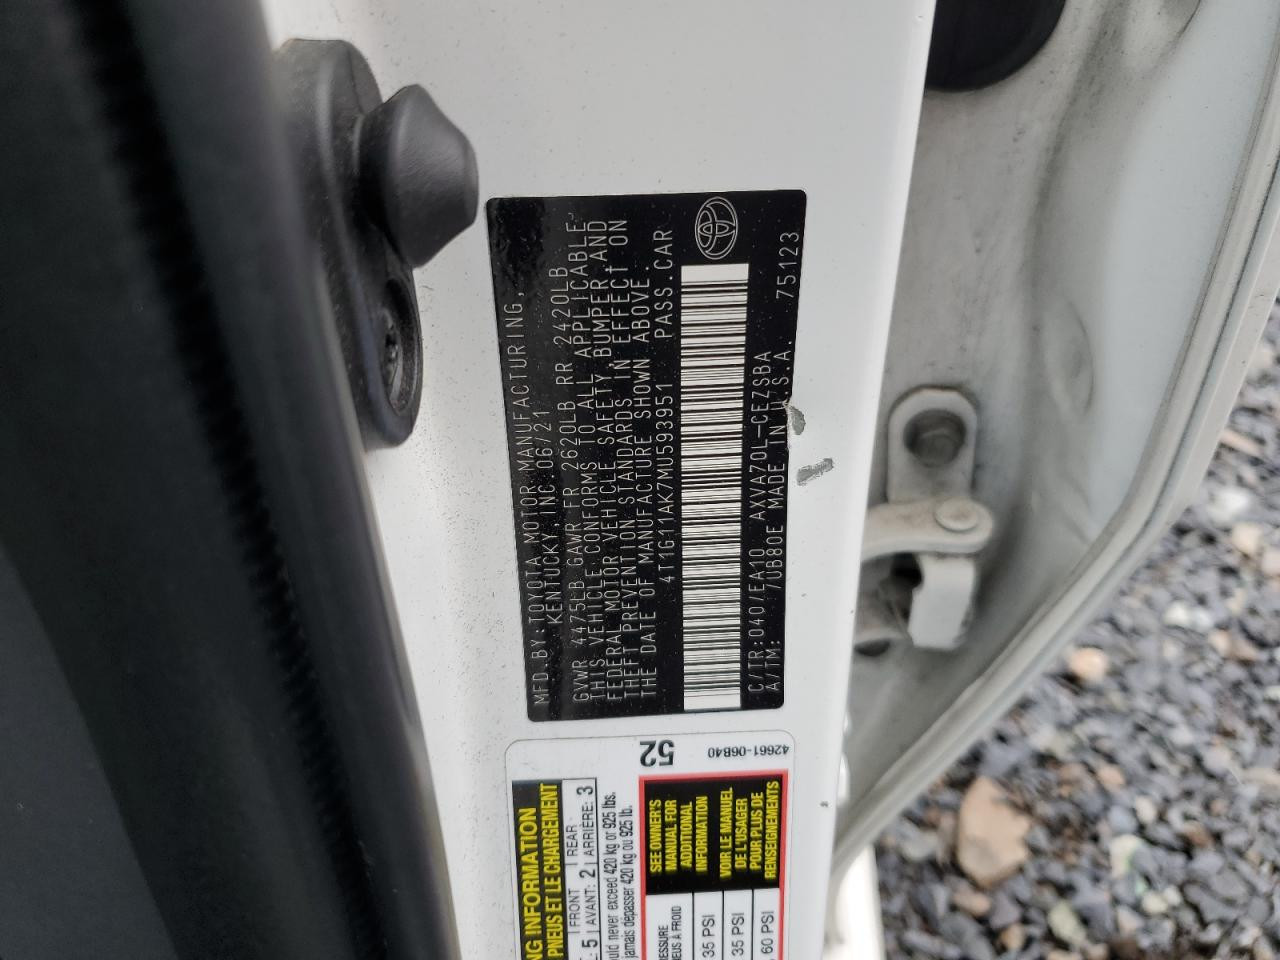 MFD.BY:TOYOTA MOTOR MANUFACTURING,
KENTUCKY,INC.06/21
GVWR 4475LB GAWR FR 2620LB RR 2420LB
THIS VEHICLE CONFORMS TO ALL APPLICABLE
FEDERAL MOTOR VEHICLE SAFETY,BUMPER,AND
THEFT PREVENTION STANDARDS IN EFFECT ON
THE DATE OF MANUFACTURE SHOWN ABOVE
4T1G11AK7MU593951 PASS.CAR
C/TR:040/EA10 AXVA70L-CEZSBA
A/TM: /UB80E MADE IN U.S.A. 75123
52
42661-06B40
NG INFORMATION
PNEUS ET LE CHARGEMENT
5 FRONT 2 REAR 3
AVANT: ARRIÈRE:
never exceed 420 kg or 925 lbs.
jamais dépasser 420 kg ou 925 lb.
SEE OWNER'S
MANUAL FOR
ADDITIONAL
INFORMATION
VOIR LE MANUEL
DE L'USAGER
POUR PLUS DE
RENSEIGNEMENTS
À FROID
35 PSI
35 PSI
60 PSI